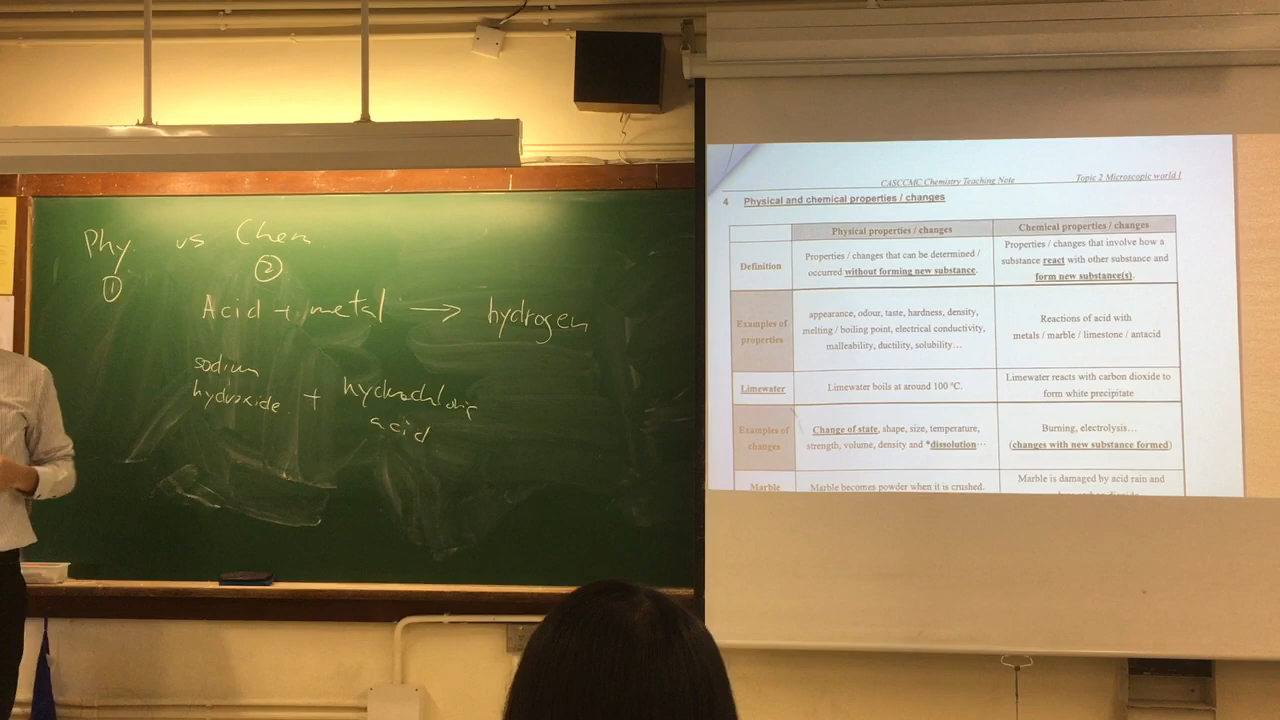 Phy. vs Chem
① ②
Acid + metal → hydrogen
sodium
hydroxide + hydrochloric
acid
CASCCMC Chemistry Teaching Note Topic 2 Microscopic world I
4 Physical and chemical properties / changes
Physical properties / changes Chemical properties / changes
Definition
Properties / changes that can be determined /
occurred without forming new substance.
Properties / changes that involve how a
substance react with other substance and
form new substance(s).
Examples of
properties
appearance, odour, taste, hardness, density,
melting / boiling point, electrical conductivity,
malleability, ductility, solubility…
Reactions of acid with
metals / marble / limestone / antacid
Limewater
Limewater boils at around 100 °C.
Limewater reacts with carbon dioxide to
form white precipitate
Examples of
changes
Change of state, shape, size, temperature,
strength, volume, density and *dissolution…
Burning, electrolysis…
(changes with new substance formed)
Marble
Marble becomes powder when it is crushed.
Marble is damaged by acid rain and